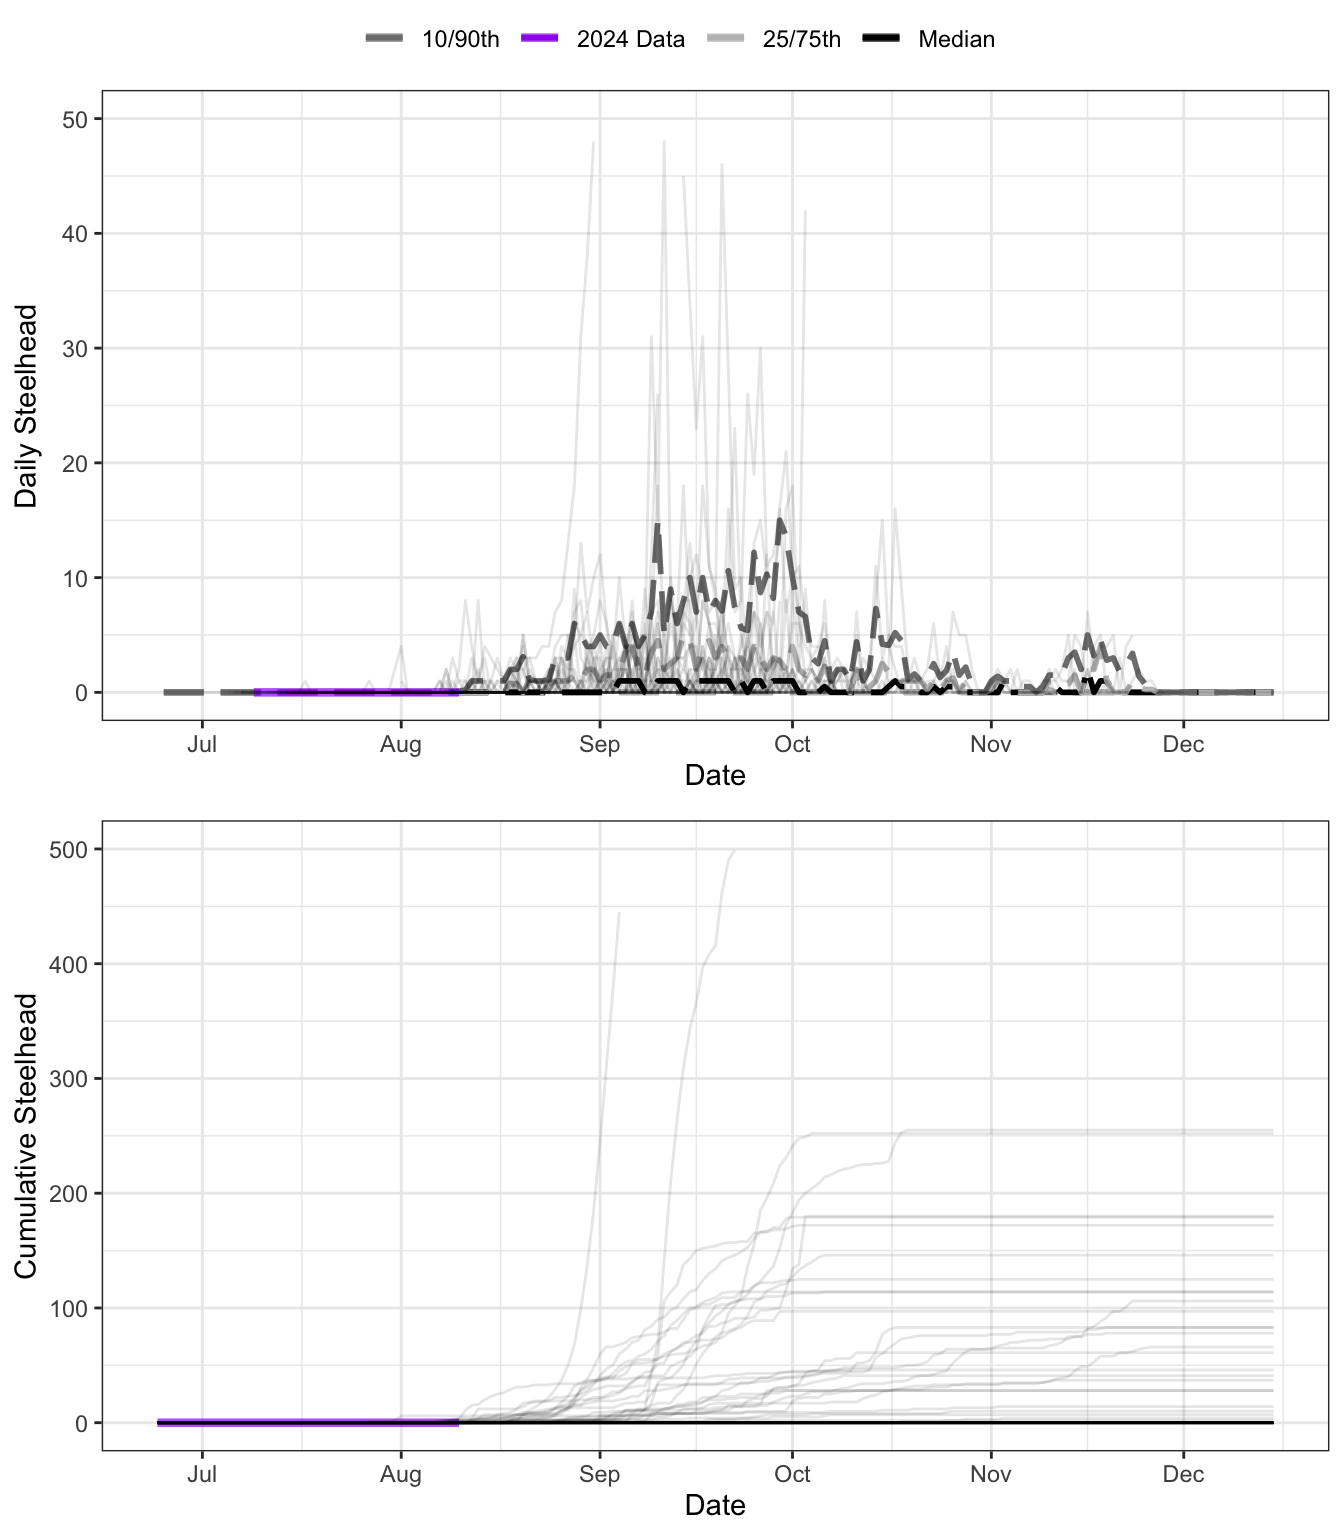 10/90th 2024 Data 25/75th Median
50
40
30
20
10
0
Daily Steelhead
Jul Aug Sep Oct Nov Dec
Date
500
400
300
200
100
0
Cumulative Steelhead
Jul Aug Sep Oct Nov Dec
Date